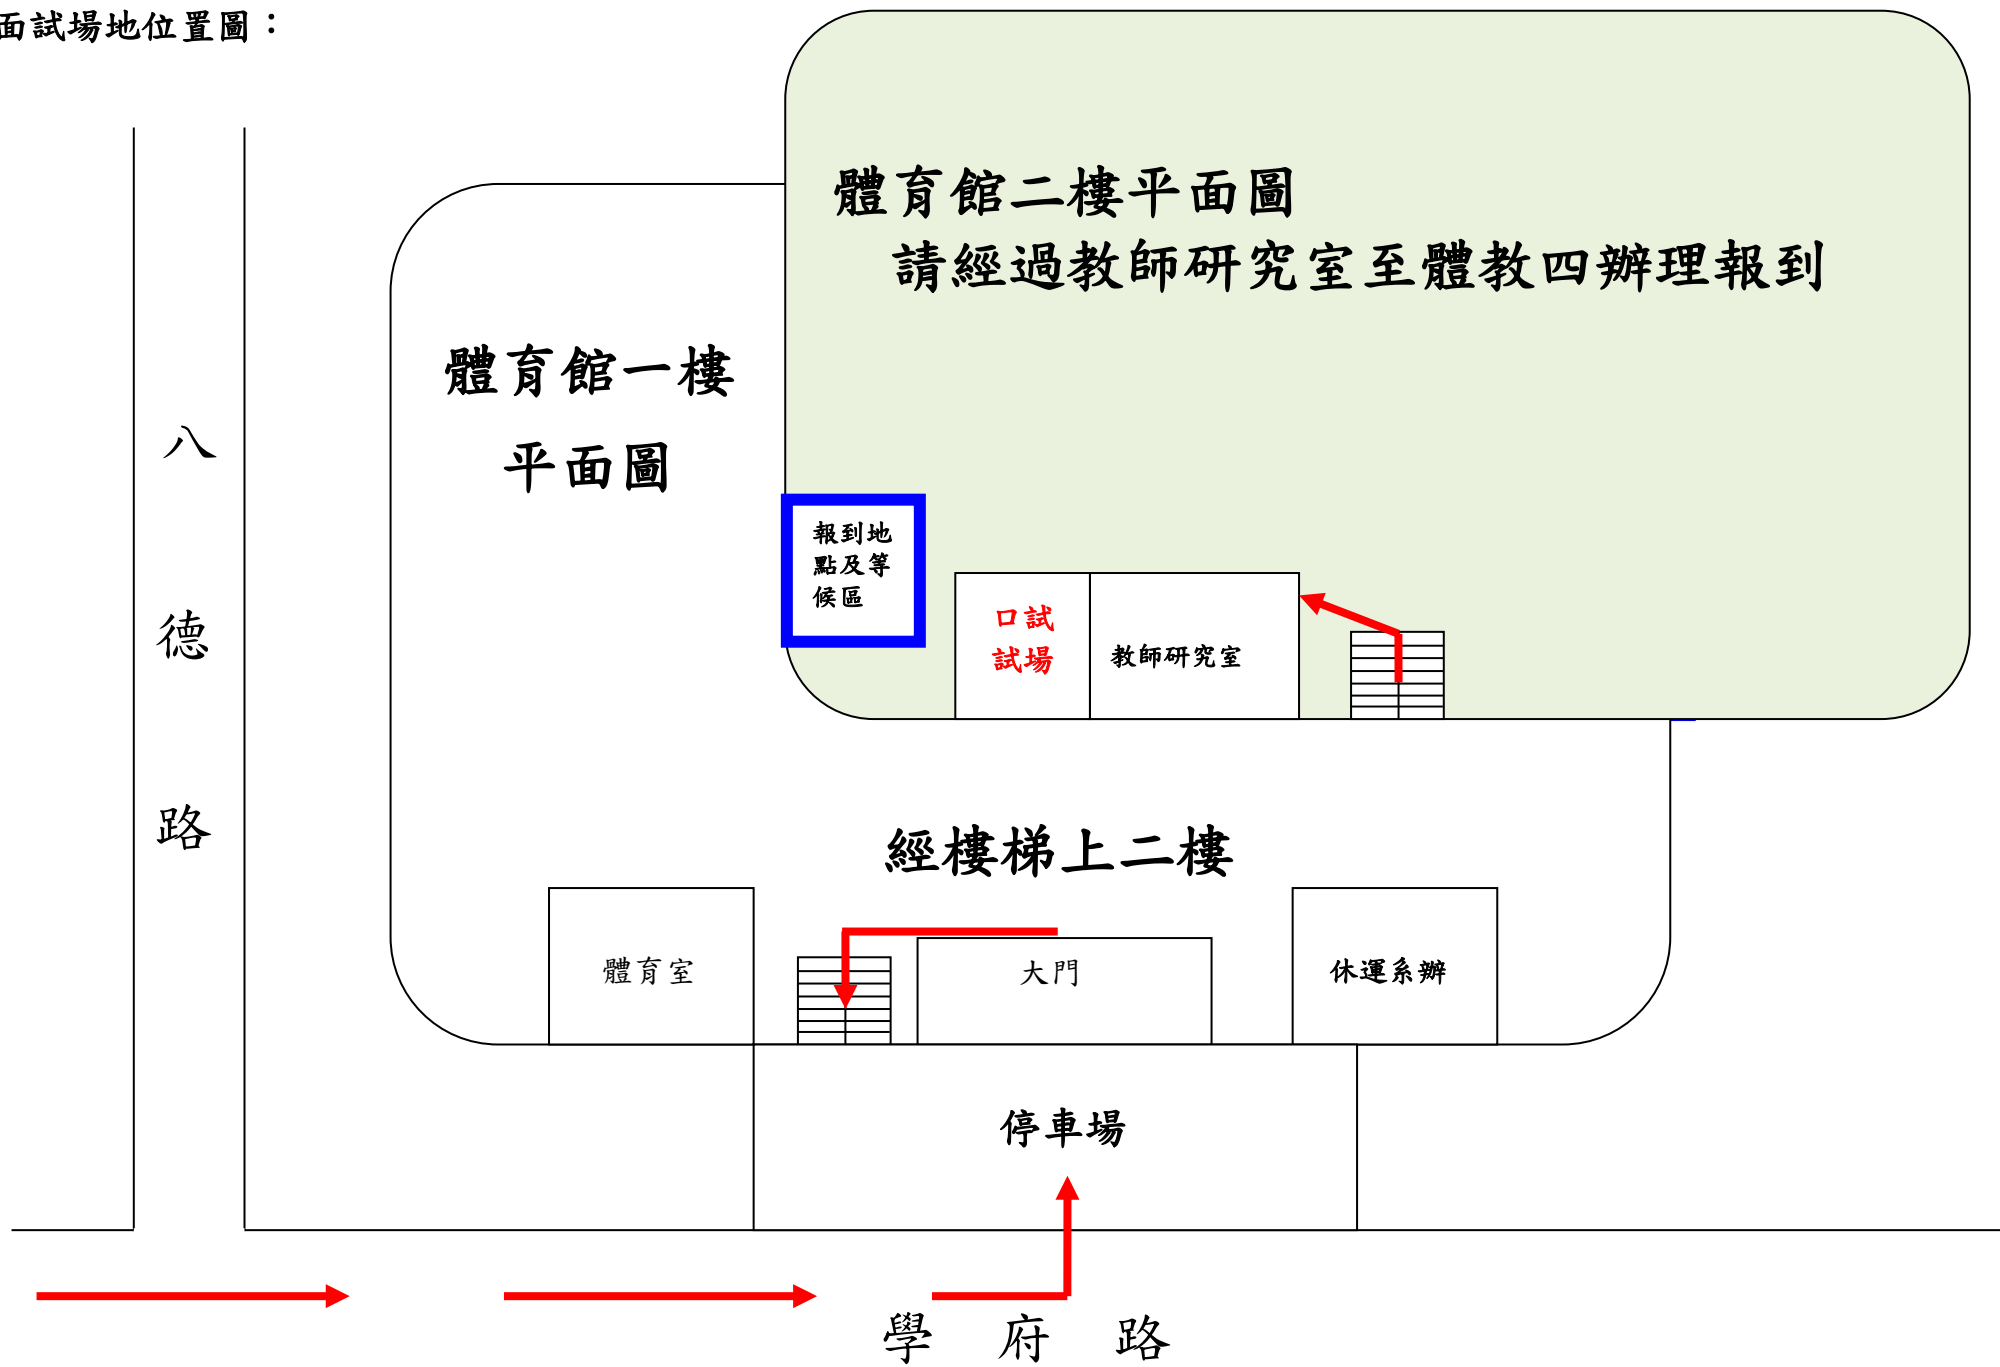 面試場地位置圖：
體育館二樓平面圖
請經過教師研究室至體教四辦理報到
體育館一樓
平面圖
八
德
路
報到地
點及等
候區
口試
試場
教師研究室
經樓梯上二樓
體育室
大門
休運系辦
停車場
學 府 路